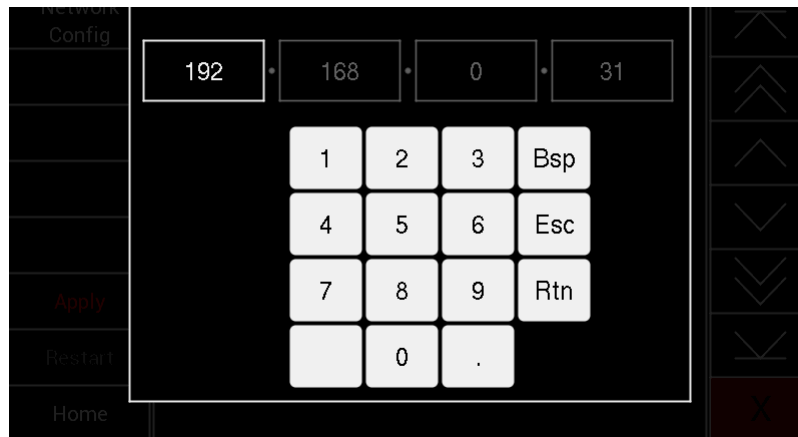 Network
Config
192 . 168 . 0 . 31
1 2 3 Bsp
4 5 6 Esc
7 8 9 Rtn
0 .
Apply
Restart
Home
X